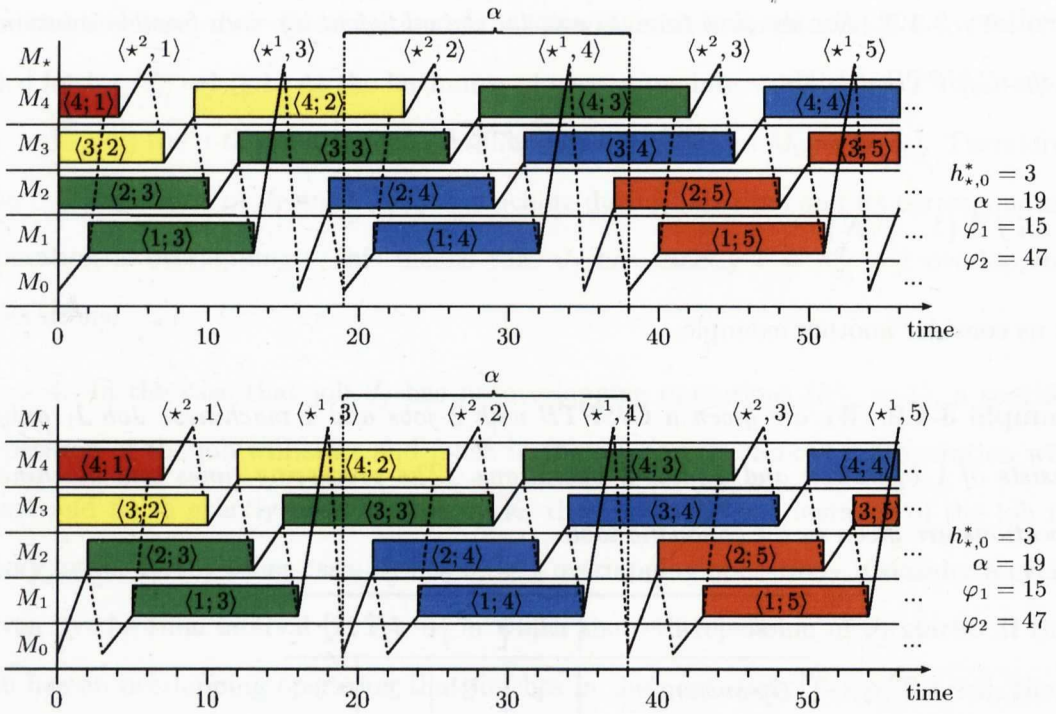 α
M⋆ ⟨⋆², 1⟩ ⟨⋆¹, 3⟩ ⟨⋆², 2⟩ ⟨⋆¹, 4⟩ ⟨⋆², 3⟩ ⟨⋆¹, 5⟩
M₄ ⟨4; 1⟩ ⟨4; 2⟩ ⟨4; 3⟩ ⟨4; 4⟩ ...
M₃ ⟨3; 2⟩ ⟨3; 3⟩ ⟨3; 4⟩ ⟨3; 5⟩ ...
M₂ ⟨2; 3⟩ ⟨2; 4⟩ ⟨2; 5⟩ ...
M₁ ⟨1; 3⟩ ⟨1; 4⟩ ⟨1; 5⟩ ...
M₀ ...
0 10 20 30 40 50 time
h*⋆,0 = 3
α = 19
φ₁ = 15
φ₂ = 47
α
M⋆ ⟨⋆², 1⟩ ⟨⋆¹, 3⟩ ⟨⋆², 2⟩ ⟨⋆¹, 4⟩ ⟨⋆², 3⟩ ⟨⋆¹, 5⟩
M₄ ⟨4; 1⟩ ⟨4; 2⟩ ⟨4; 3⟩ ⟨4; 4⟩ ...
M₃ ⟨3; 2⟩ ⟨3; 3⟩ ⟨3; 4⟩ ⟨3; 5⟩ ...
M₂ ⟨2; 3⟩ ⟨2; 4⟩ ⟨2; 5⟩ ...
M₁ ⟨1; 3⟩ ⟨1; 4⟩ ⟨1; 5⟩ ...
M₀ ...
0 10 20 30 40 50 time
h*⋆,0 = 3
α = 19
φ₁ = 15
φ₂ = 47